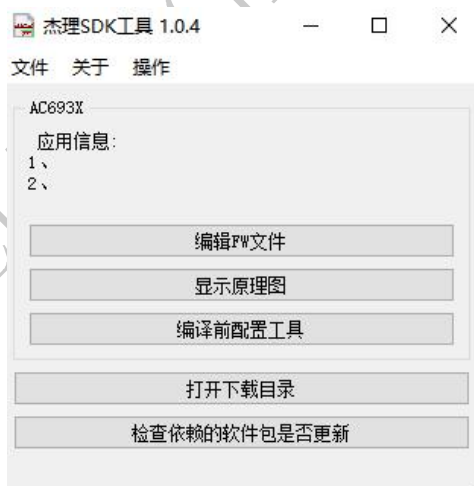 杰理SDK工具 1.0.4
文件 关于 操作
AC693X
应用信息:
1、
2、
编辑FW文件
显示原理图
编译前配置工具
打开下载目录
检查依赖的软件包是否更新